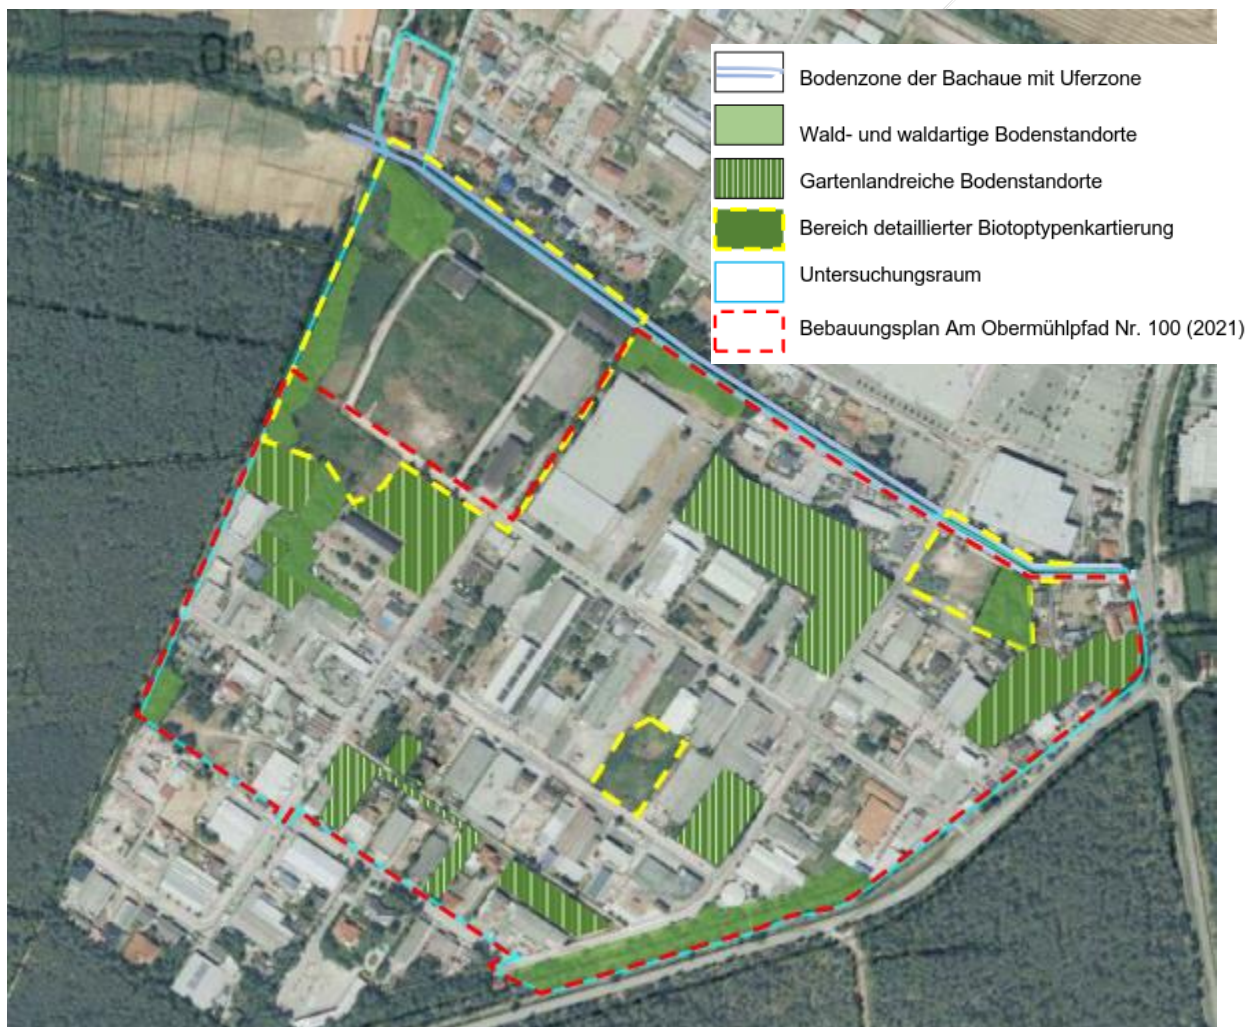 Obermü
Bodenzone der Bachaue mit Uferzone
Wald- und waldartige Bodenstandorte
Gartenlandreiche Bodenstandorte
Bereich detaillierter Biotoptypenkartierung
Untersuchungsraum
Bebauungsplan Am Obermühlpfad Nr. 100 (2021)